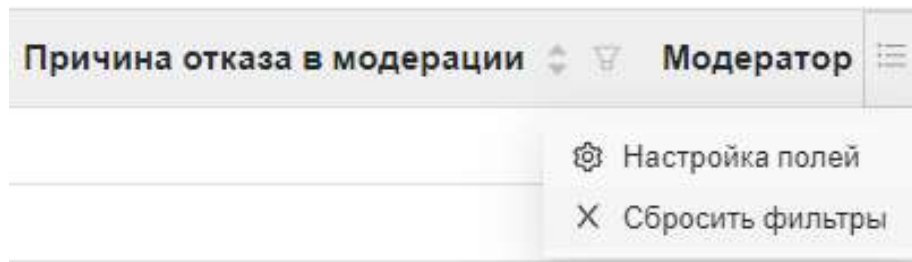 Причина отказа в модерации Модератор
Настройка полей
Сбросить фильтры